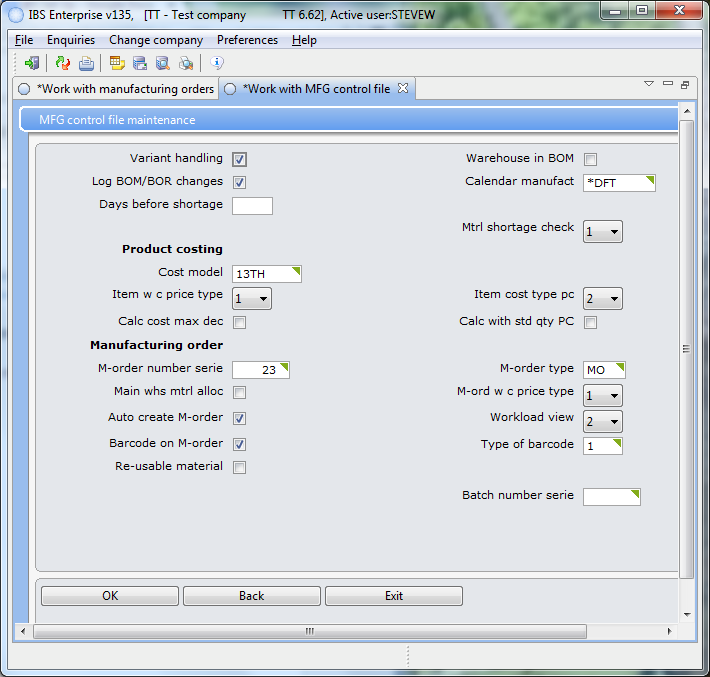 IBS Enterprise v135, [TT - Test company TT 6.62], Active user:STEVEW
File Enquiries Change company Preferences Help
*Work with manufacturing orders *Work with MFG control file
MFG control file maintenance
Variant handling Warehouse in BOM
Log BOM/BOR changes Calendar manufact *DFT
Days before shortage
Mtrl shortage check 1
Product costing
Cost model 13TH
Item w c price type 1 Item cost type pc 2
Calc cost max dec Calc with std qty PC
Manufacturing order
M-order number serie 23 M-order type MO
Main whs mtrl alloc M-ord w c price type 1
Auto create M-order Workload view 2
Barcode on M-order Type of barcode 1
Re-usable material
Batch number serie
OK Back Exit